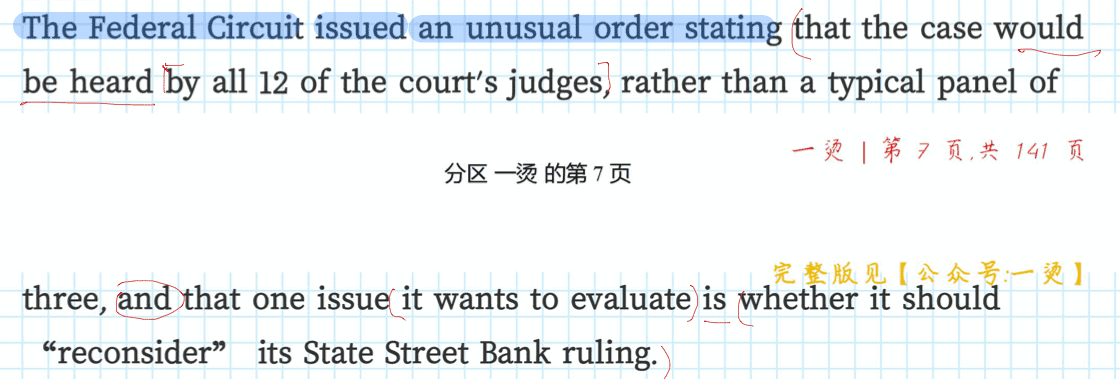 The Federal Circuit issued an unusual order stating that the case would
be heard by all 12 of the court's judges, rather than a typical panel of
一烫 | 第 7 页,共 141 页
分区 一烫 的第 7 页
完整版见【公众号:一烫】
three, and that one issue it wants to evaluate is whether it should
“reconsider” its State Street Bank ruling.